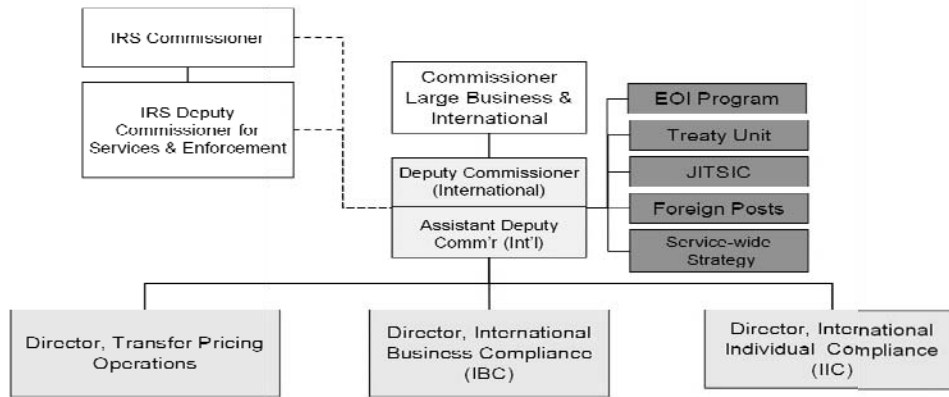 IRS Commissioner
IRS Deputy
Commissioner for
Services & Enforcement
Commissioner
Large Business &
International
Deputy Commissioner
(International)
Assistant Deputy
Comm'r (Int'l)
EOI Program
Treaty Unit
JITSIC
Foreign Posts
Service-wide
Strategy
Director, Transfer Pricing
Operations
Director, International
Business Compliance
(IBC)
Director, International
Individual Compliance
(IIC)